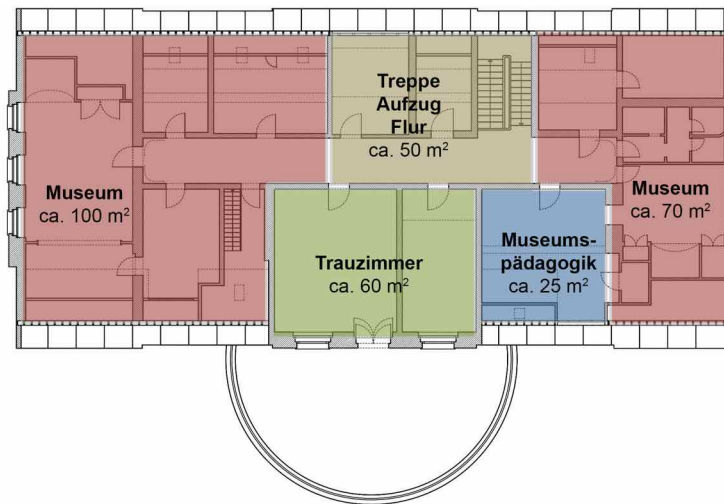 Treppe
Aufzug
Flur
ca. 50 m²
Museum
ca. 100 m²
Museum
ca. 70 m²
Trauzimmer
ca. 60 m²
Museums-
pädagogik
ca. 25 m²